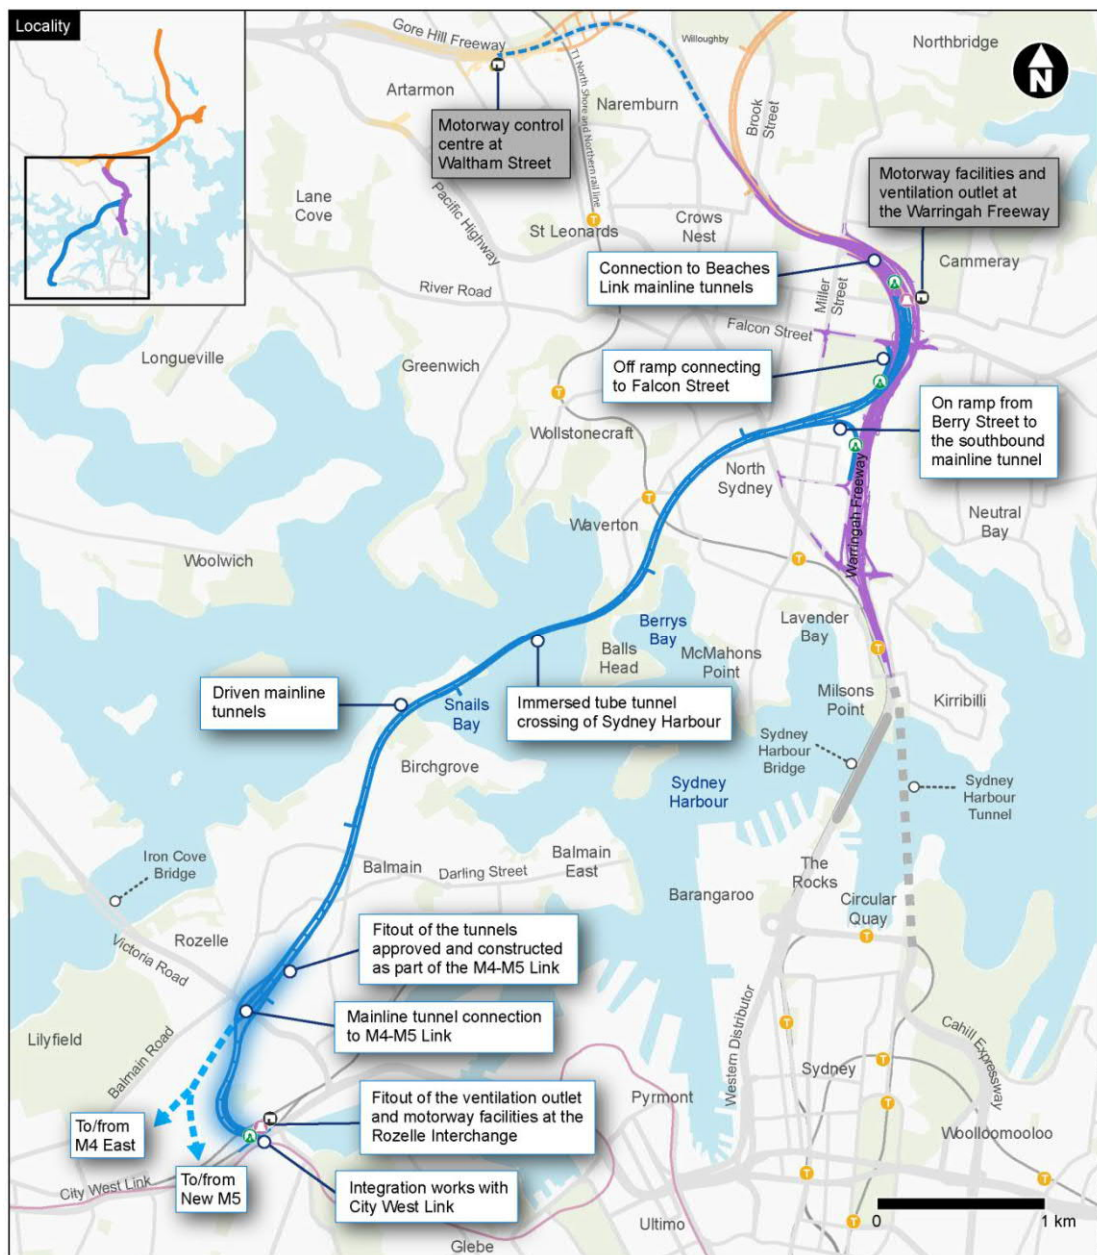 Locality
Gore Hill Freeway
Willoughby
Northbridge
N
Artarmon
T1 North Shore and Northern rail line
Naremburn
Brook
Street
Motorway control
centre at
Waltham Street
Motorway facilities and
ventilation outlet at
the Warringah Freeway
Lane
Cove
Pacific Highway
St Leonards
Crows
Nest
Cammeray
Connection to Beaches
Link mainline tunnels
Miller
Street
River Road
Falcon Street
Longueville
Greenwich
Off ramp connecting
to Falcon Street
On ramp from
Berry Street to
the southbound
mainline tunnel
Wollstonecraft
North
Sydney
Warringah Freeway
Neutral
Bay
Waverton
Woolwich
Berrys
Bay
Lavender
Bay
Balls
Head
McMahons
Point
Driven mainline
tunnels
Snails
Bay
Immersed tube tunnel
crossing of Sydney Harbour
Milsons
Point
Kirribilli
Sydney
Harbour
Bridge
Birchgrove
Sydney
Harbour
Sydney
Harbour
Tunnel
Iron Cove
Bridge
Balmain
Darling Street
Balmain
East
The
Rocks
Barangaroo
Circular
Quay
Victoria Road
Rozelle
Fitout of the tunnels
approved and constructed
as part of the M4-M5 Link
Mainline tunnel connection
to M4-M5 Link
Lilyfield
Balmain Road
Western Distributor
Cahill Expressway
Sydney
Fitout of the ventilation outlet
and motorway facilities at the
Rozelle Interchange
Pyrmont
To/from
M4 East
Woolloomooloo
To/from
New M5
City West Link
Integration works with
City West Link
Ultimo
Glebe
0
1 km
T
T
T
T
T
T
T
T
T
T
T
T
T